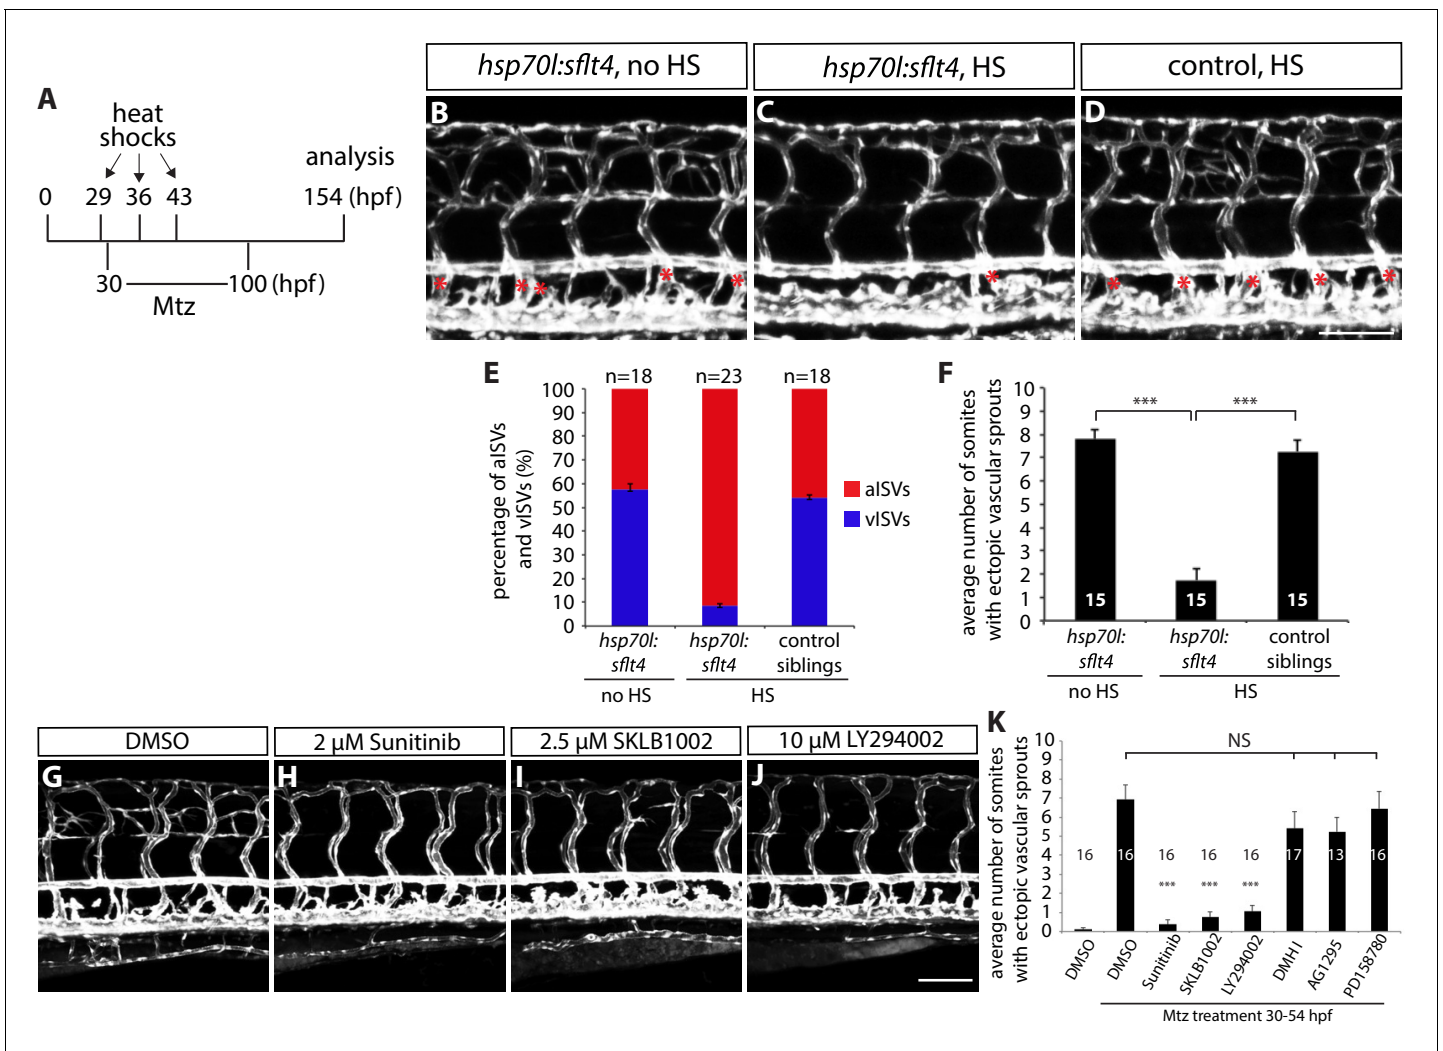 A
heat
shocks
analysis
0 29 36 43 154 (hpf)
30 100 (hpf)
Mtz
hsp70l:sflt4, no HS
hsp70l:sflt4, HS
control, HS
B
* * * * *
C
*
D
* * * * *
E
n=18 n=23 n=18
percentage of aISVs
and vISVs (%)
100
90
80
70
60
50
40
30
20
10
0
aISVs
vISVs
hsp70l:
sflt4
hsp70l:
sflt4
control
siblings
no HS
HS
F
average number of somites
with ectopic vascular sprouts
10
9
8
7
6
5
4
3
2
1
0
*** ***
15 15 15
hsp70l:
sflt4
hsp70l:
sflt4
control
siblings
no HS
HS
DMSO
2 µM Sunitinib
2.5 µM SKLB1002
10 µM LY294002
G
H
I
J
K
average number of somites
with ectopic vascular sprouts
10
9
8
7
6
5
4
3
2
1
0
NS
16 16 16 16 16 17 13 16
*** *** ***
DMSO
DMSO
Sunitinib
SKLB1002
LY294002
DMH1
AG1295
PD158780
Mtz treatment 30-54 hpf